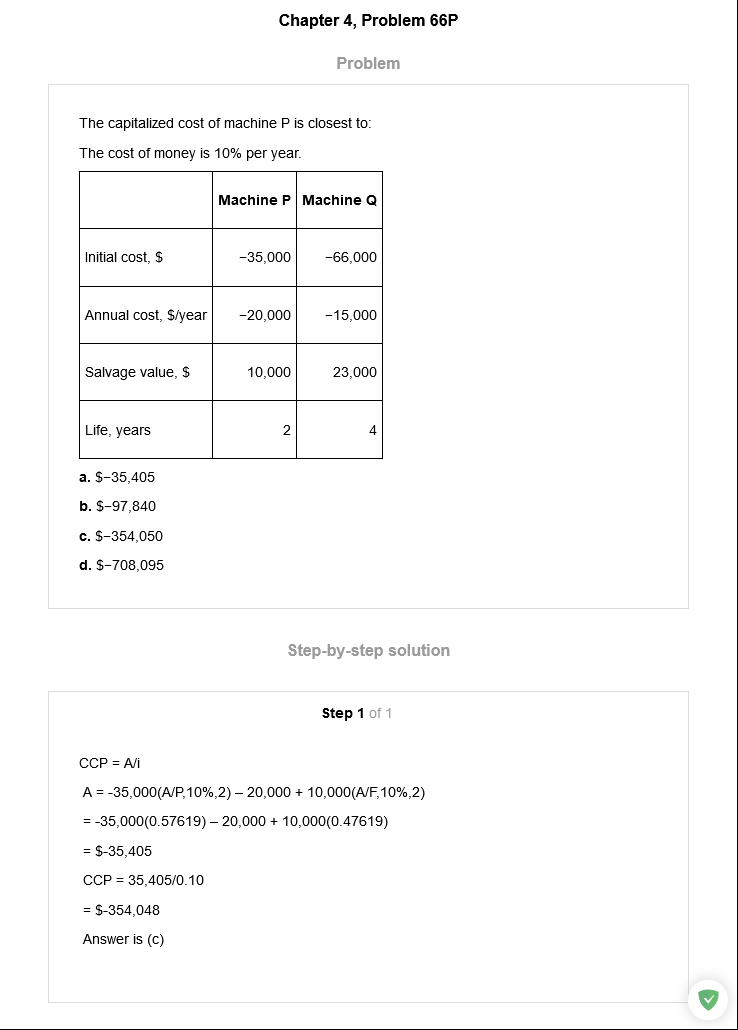 Chapter 4, Problem 66P
Problem
The capitalized cost of machine P is closest to:
The cost of money is 10% per year.
Machine P Machine Q
Initial cost, $ −35,000 −66,000
Annual cost, $/year −20,000 −15,000
Salvage value, $ 10,000 23,000
Life, years 2 4
a. $−35,405
b. $−97,840
c. $−354,050
d. $−708,095
Step-by-step solution
Step 1 of 1
CCP = A/i
A = -35,000(A/P,10%,2) – 20,000 + 10,000(A/F,10%,2)
= -35,000(0.57619) – 20,000 + 10,000(0.47619)
= $-35,405
CCP = 35,405/0.10
= $-354,048
Answer is (c)